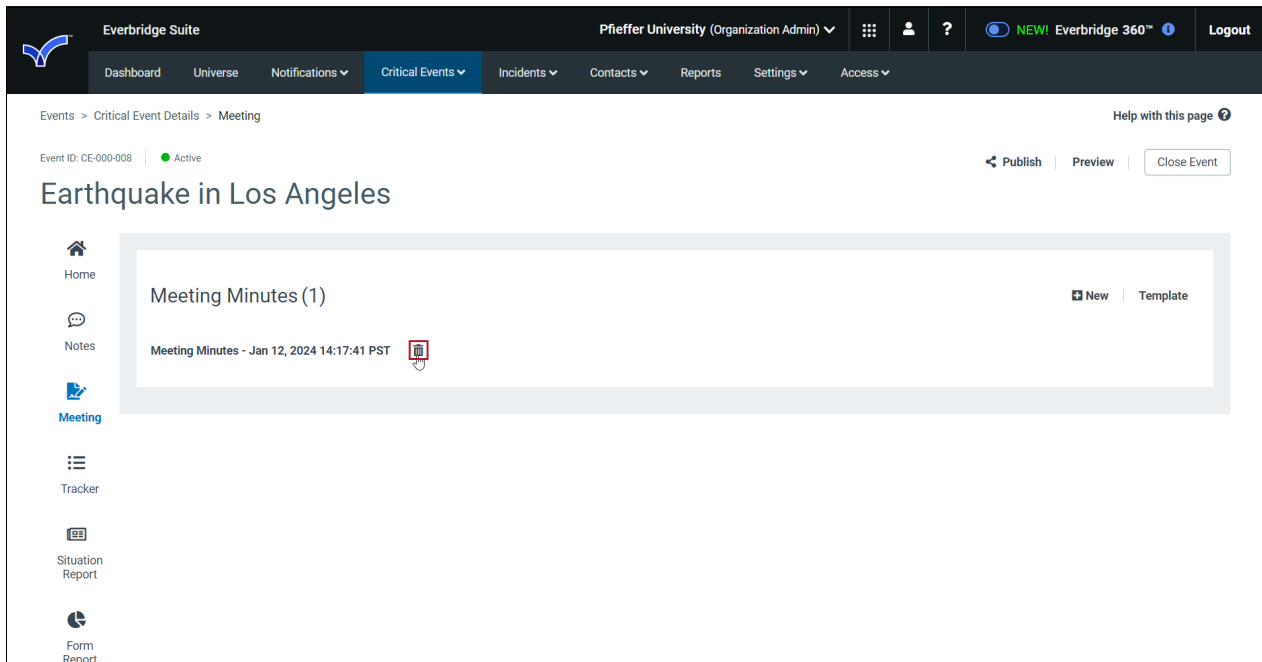 Everbridge Suite
Pfieffer University (Organization Admin)
?
NEW! Everbridge 360™
Logout
Dashboard Universe Notifications Critical Events Incidents Contacts Reports Settings Access
Events > Critical Event Details > Meeting
Help with this page ?
Event ID: CE-000-008
Active
Publish Preview Close Event
Earthquake in Los Angeles
Home
Notes
Meeting
Tracker
Situation
Report
Form
Report
Meeting Minutes (1)
New Template
Meeting Minutes - Jan 12, 2024 14:17:41 PST